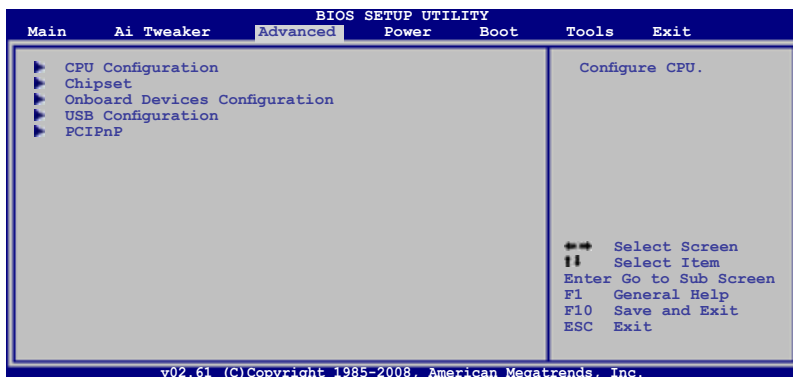 BIOS SETUP UTILITY
Main Ai Tweaker Advanced Power Boot Tools Exit
CPU Configuration
Chipset
Onboard Devices Configuration
USB Configuration
PCIPnP
Configure CPU.
Select Screen
Select Item
Enter Go to Sub Screen
F1 General Help
F10 Save and Exit
ESC Exit
v02.61 (C)Copyright 1985-2008, American Megatrends, Inc.